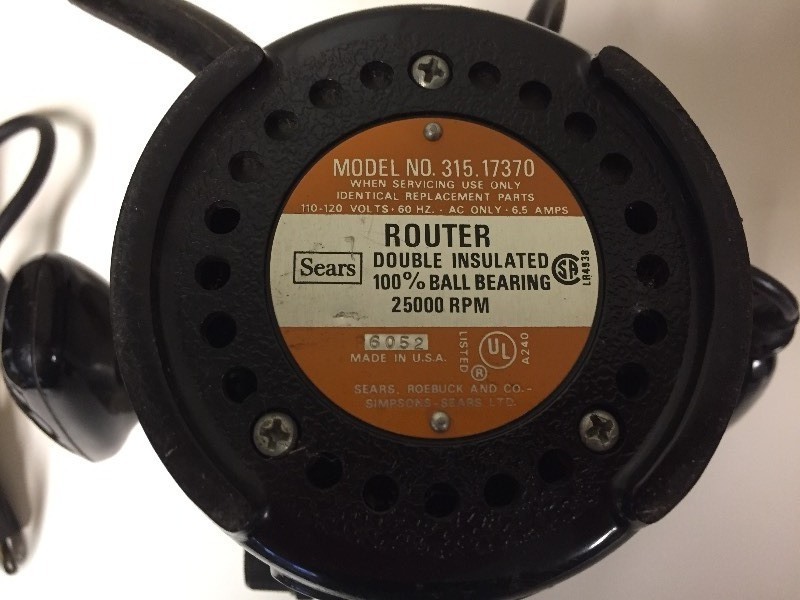 MODEL NO. 315.17370
WHEN SERVICING USE ONLY
IDENTICAL REPLACEMENT PARTS
110-120 VOLTS · 60 HZ. · AC ONLY · 6.5 AMPS
ROUTER
Sears
DOUBLE INSULATED
100% BALL BEARING
25000 RPM
SA
LR4938
6052
MADE IN U.S.A.
LISTED
UL
®
A240
SEARS, ROEBUCK AND CO.-
SIMPSONS-SEARS LTD.